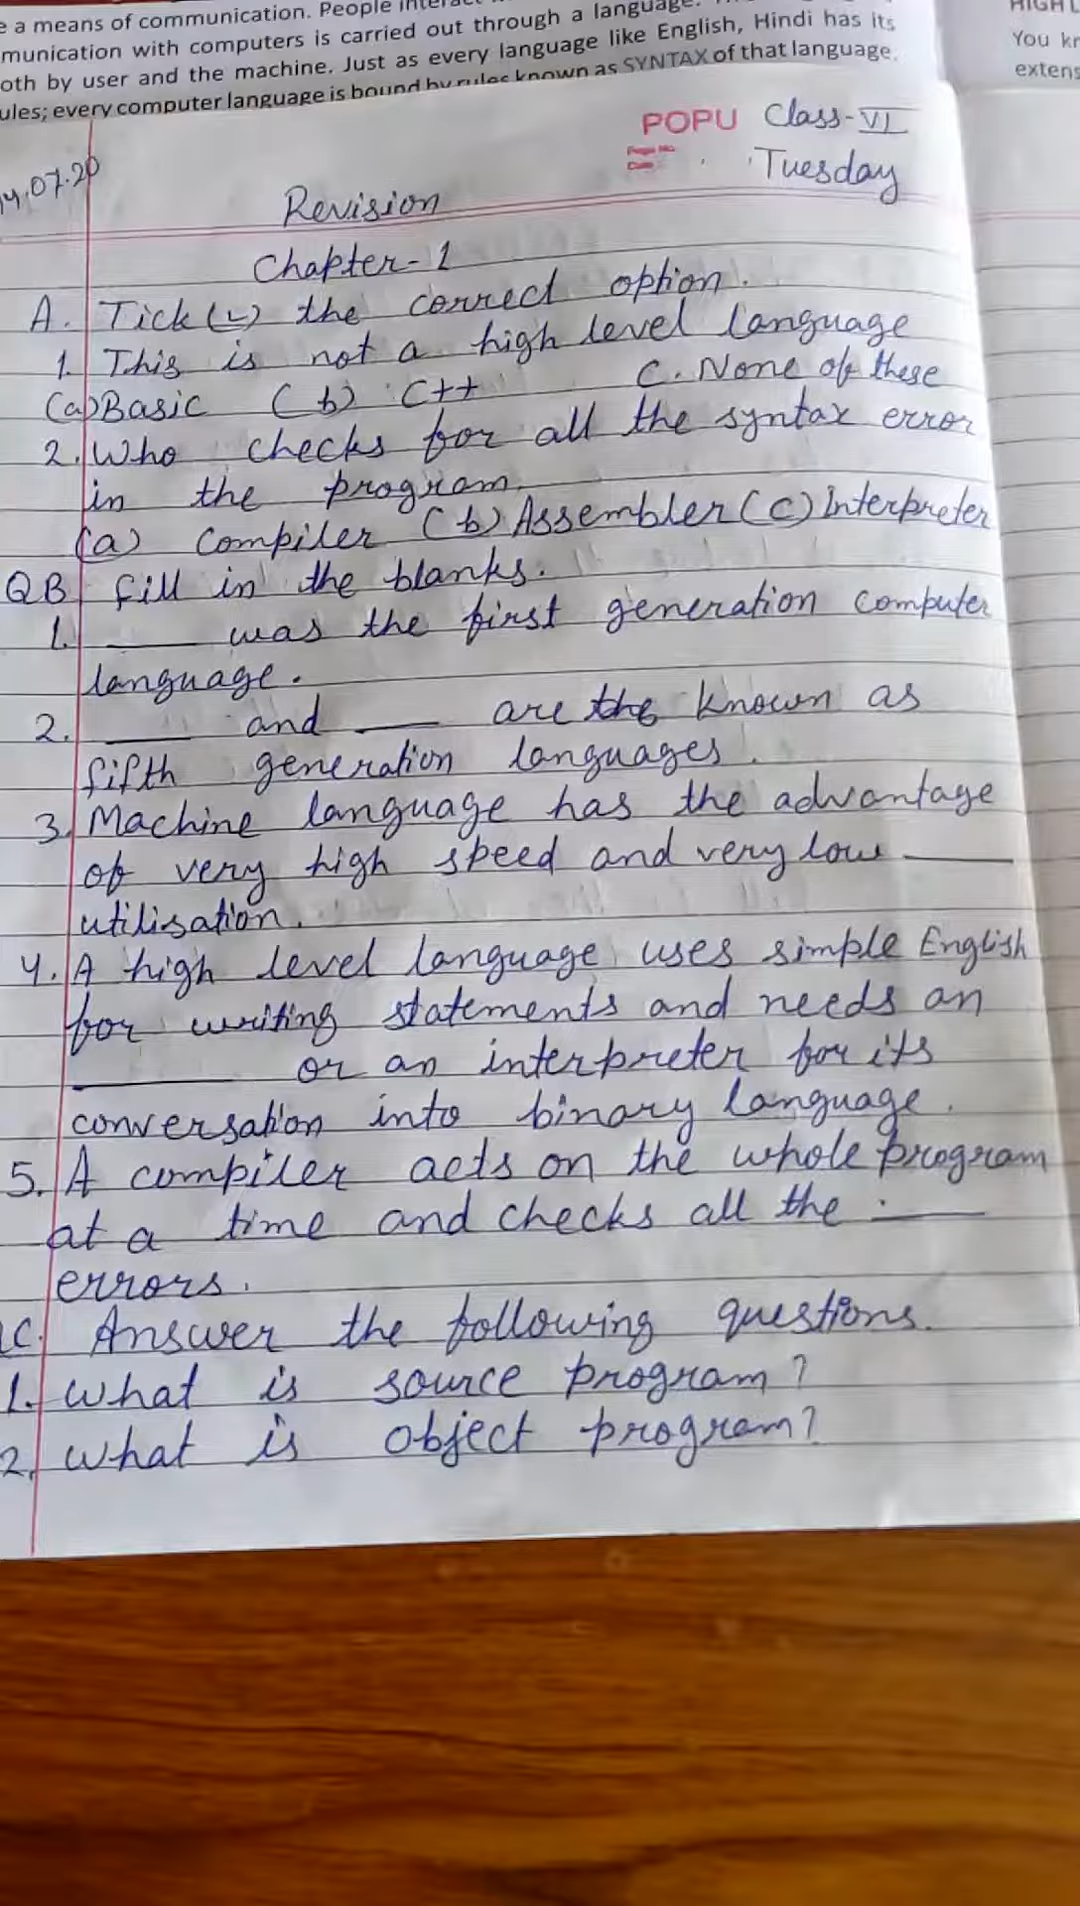 e a means of communication. People
munication with computers is carried out through a language.
oth by user and the machine. Just as every language like English, Hindi has its
ules; every computer language is bound by rules known as SYNTAX of that language.
You kr
extens
POPU Class-VI
Page No.
Date
Tuesday
14.07.20
Revision
Chapter-1
A. Tick (✓) the correct option.
1. This is not a high level language
(a) Basic (b) C++ C. None of these
2. Who checks for all the syntax error
in the program.
(a) Compiler (b) Assembler (c) Interpreter
QB fill in the blanks.
1. ____ was the first generation computer
language.
2. ____ and ____ are the known as
fifth generation languages.
3. Machine language has the advantage
of very high speed and very low ____
utilisation.
4. A high level language uses simple English
for writing statements and needs an
____ or an interpreter for its
conversation into binary language.
5. A compiler acts on the whole program
at a time and checks all the ____
errors.
C. Answer the following questions.
1. What is source program?
2. What is object program?